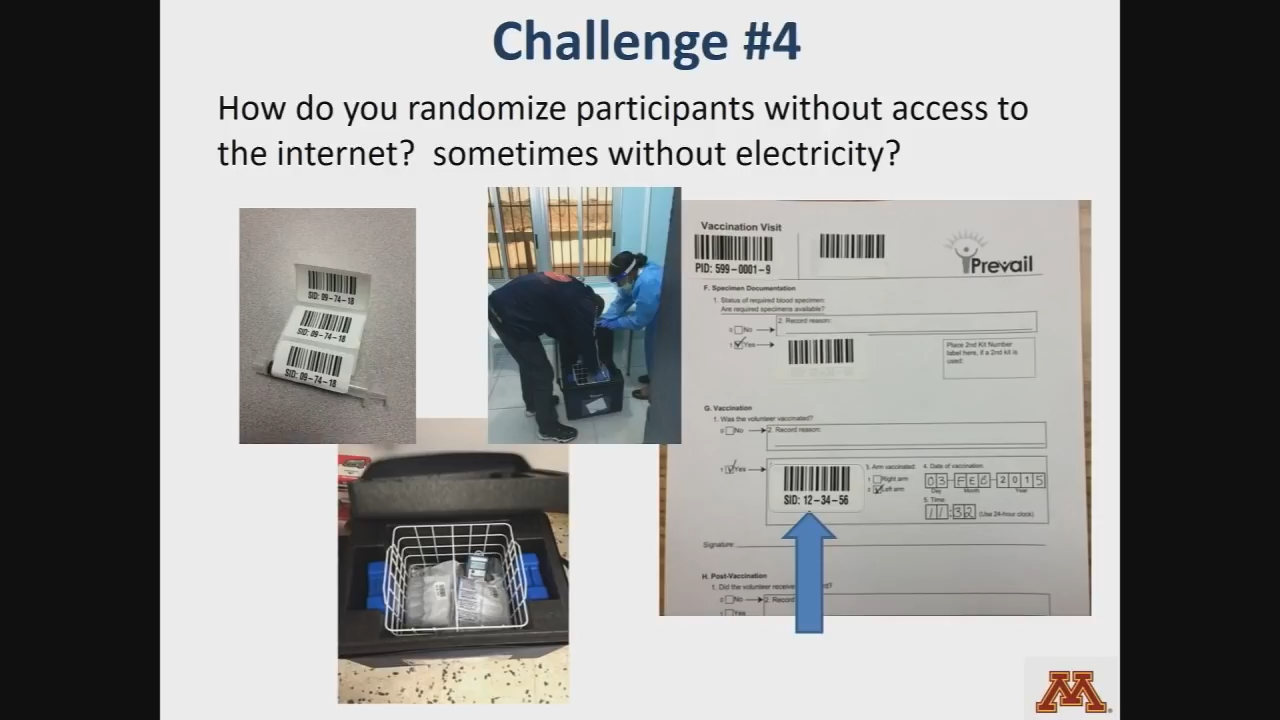 Challenge #4
How do you randomize participants without access to
the internet?  sometimes without electricity?
SID: 09-74-18
SID: 09-74-18
SID: 09-74-18
Vaccination Visit
PID: 599-0001-9
Prevail
F. Specimen Documentation
1. Status of required blood specimen:
Are required specimens available?
0 No
2. Record reason:
1 Yes
Place 2nd Kit Number
label here, if a 2nd kit is
used:
G. Vaccination
1. Was the volunteer vaccinated?
0 No
2. Record reason:
1 Yes
SID: 12-34-56
3. Arm vaccinated:
Right arm
Left arm
4. Date of vaccination:
03-FEB-2015
Day Month Year
5. Time:
11:32 (Use 24-hour clock)
Signature:
H. Post-Vaccination
1. Did the volunteer receive
0 No
2. Record
1 Yes
M